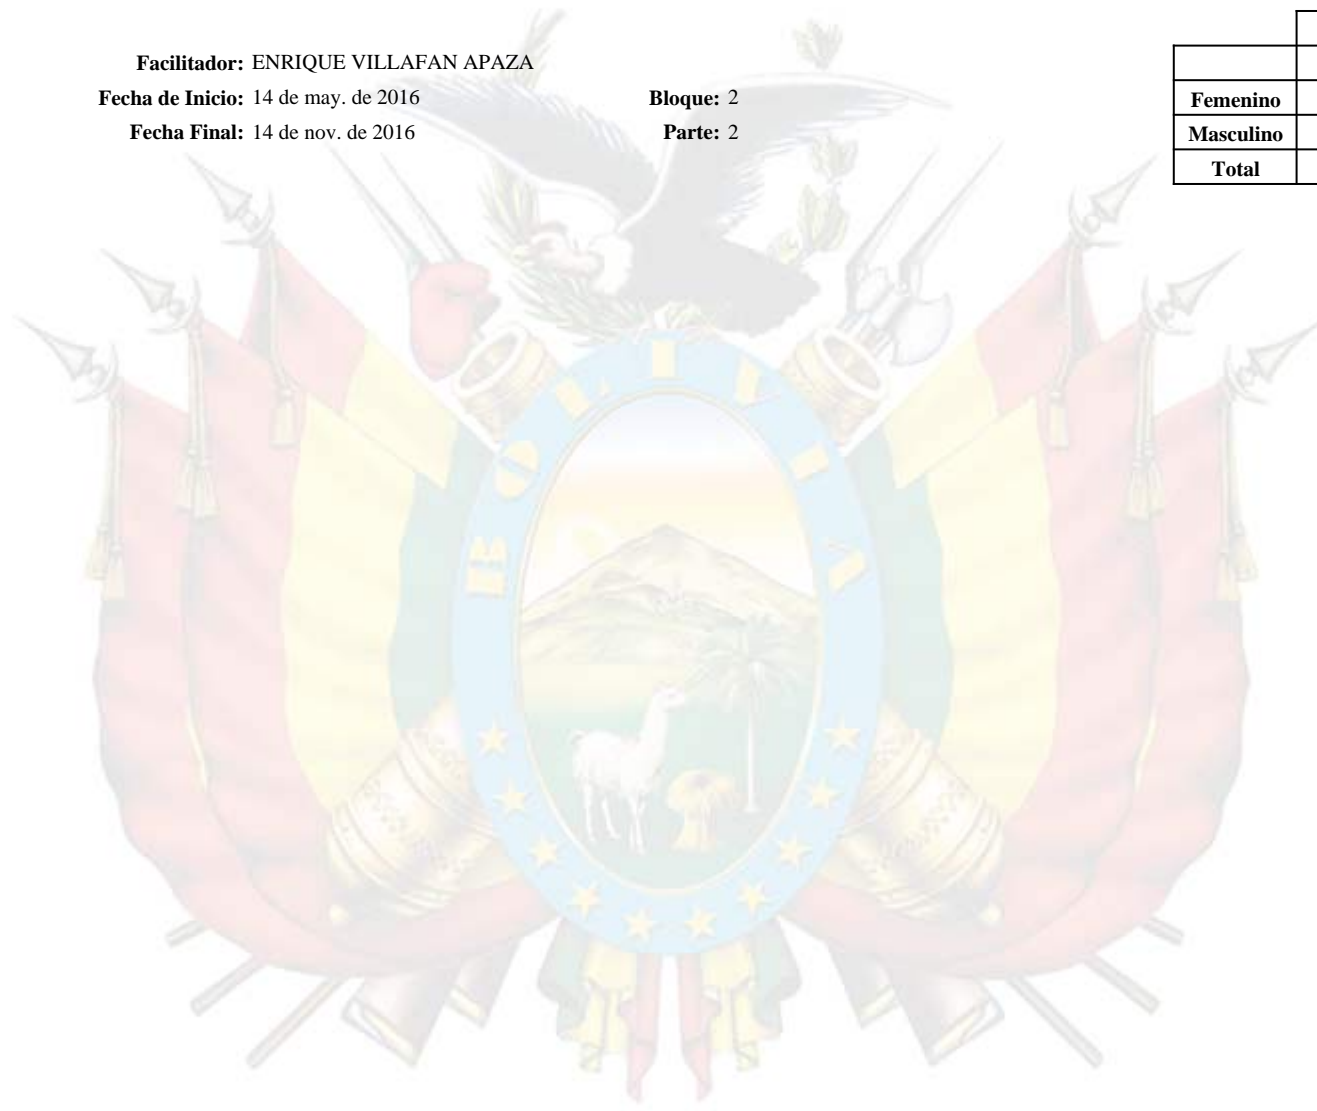 Facilitador: ENRIQUE VILLAFAN APAZA
Fecha de Inicio: 14 de may. de 2016 Bloque: 2
Fecha Final: 14 de nov. de 2016 Parte: 2
Femenino
Masculino
Total
BOLIVIA